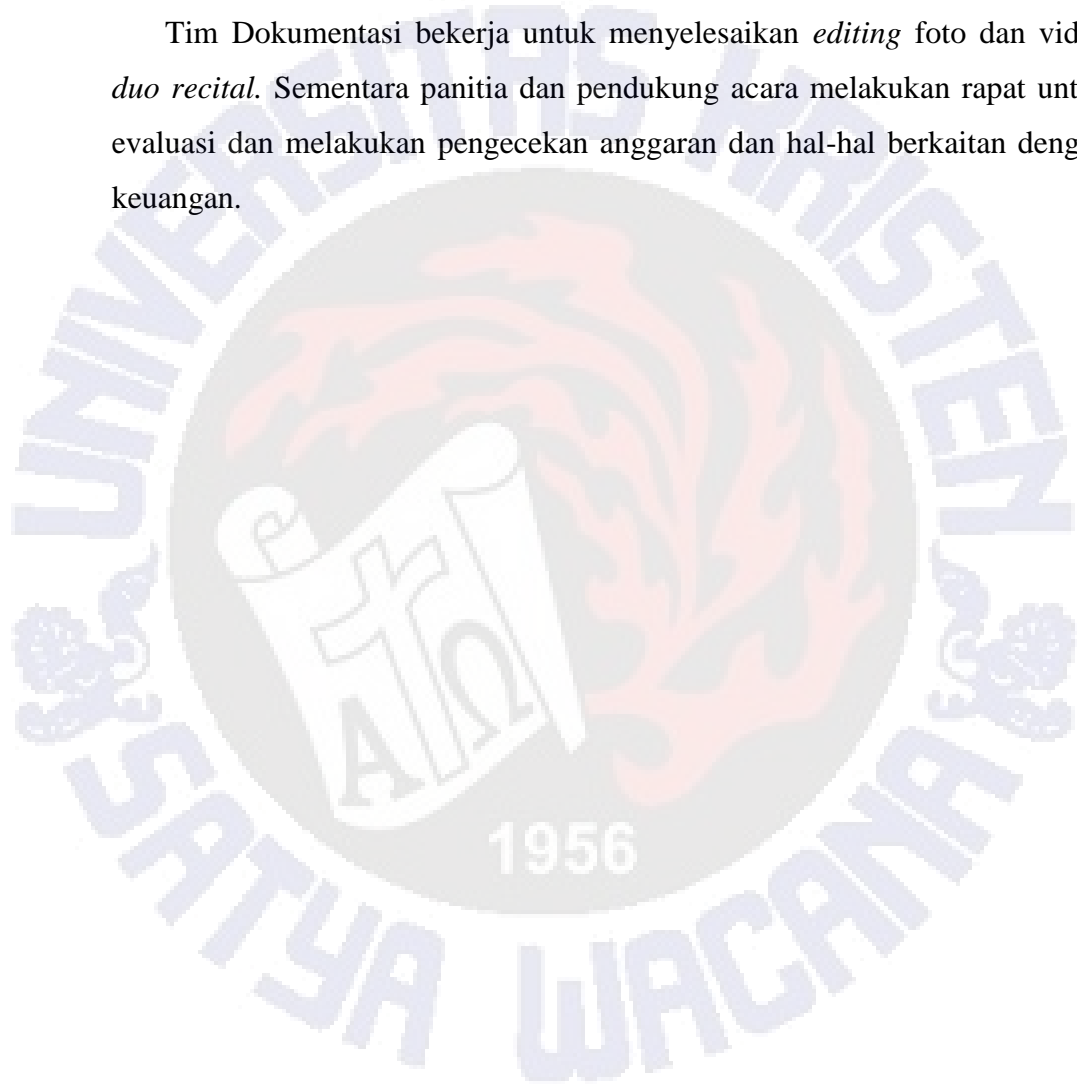 Tim Dokumentasi bekerja untuk menyelesaikan editing foto dan vid
duo recital. Sementara panitia dan pendukung acara melakukan rapat unt
evaluasi dan melakukan pengecekan anggaran dan hal-hal berkaitan deng
keuangan.
UNIVERSITAS KRISTEN
Α Ω
1956
SATYA WACANA